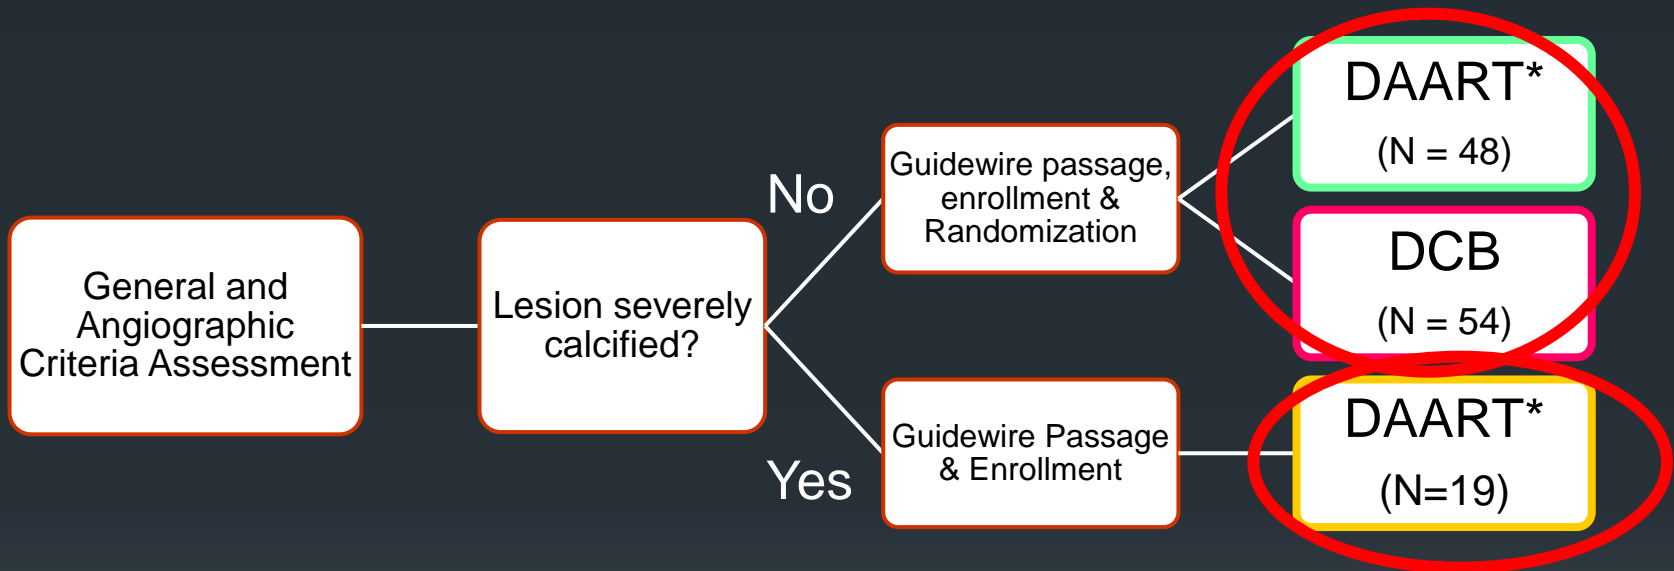 General and
Angiographic
Criteria Assessment
Lesion severely
calcified?
No
Guidewire passage,
enrollment &
Randomization
DAART*
(N = 48)
DCB
(N = 54)
Yes
Guidewire Passage
& Enrollment
DAART*
(N=19)